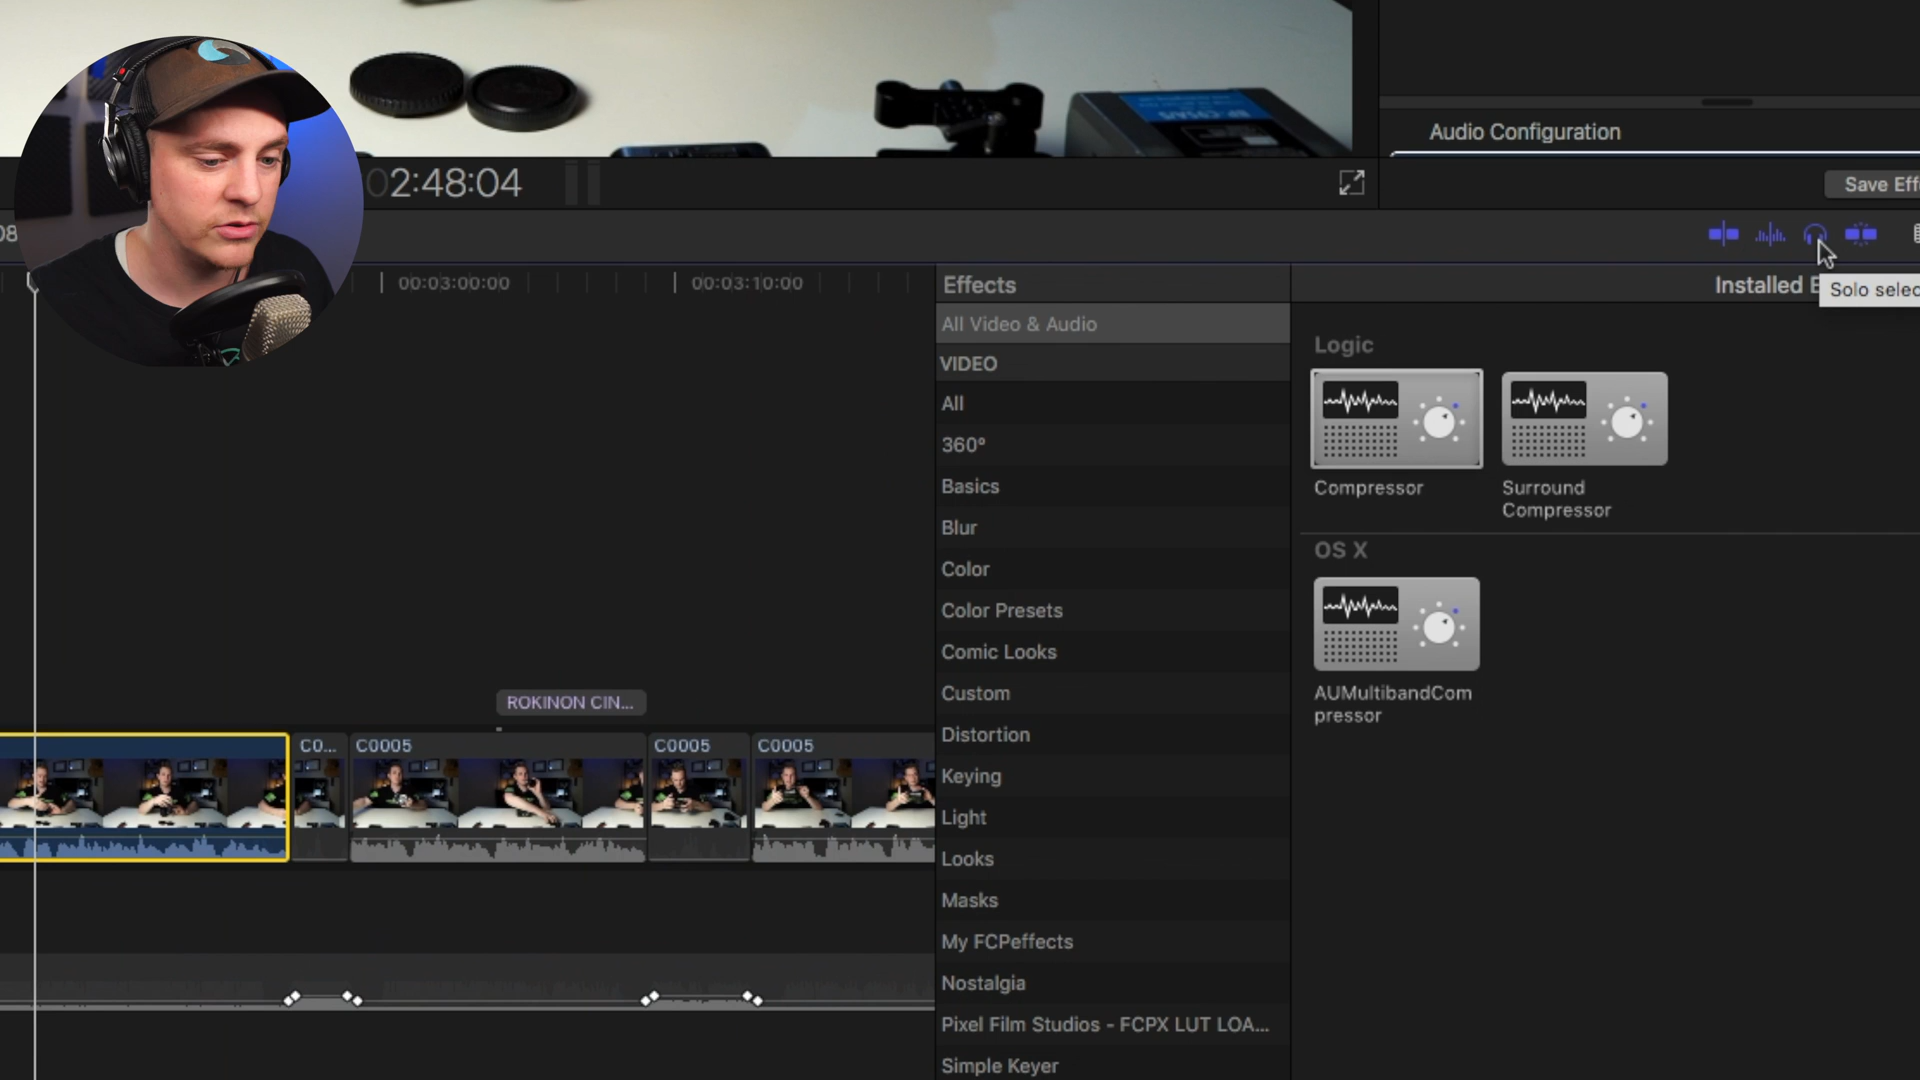 Audio Configuration
02:48:04
Save Eff
08
00:03:00:00
00:03:10:00
Effects
Installed E
Solo selec
All Video & Audio
VIDEO
All
360°
Basics
Blur
Color
Color Presets
Comic Looks
Custom
Distortion
Keying
Light
Looks
Masks
My FCPeffects
Nostalgia
Pixel Film Studios - FCPX LUT LOA...
Simple Keyer
Logic
Compressor
Surround
Compressor
OS X
AUMultibandCom
pressor
ROKINON CIN...
C0...
C0005
C0005
C0005